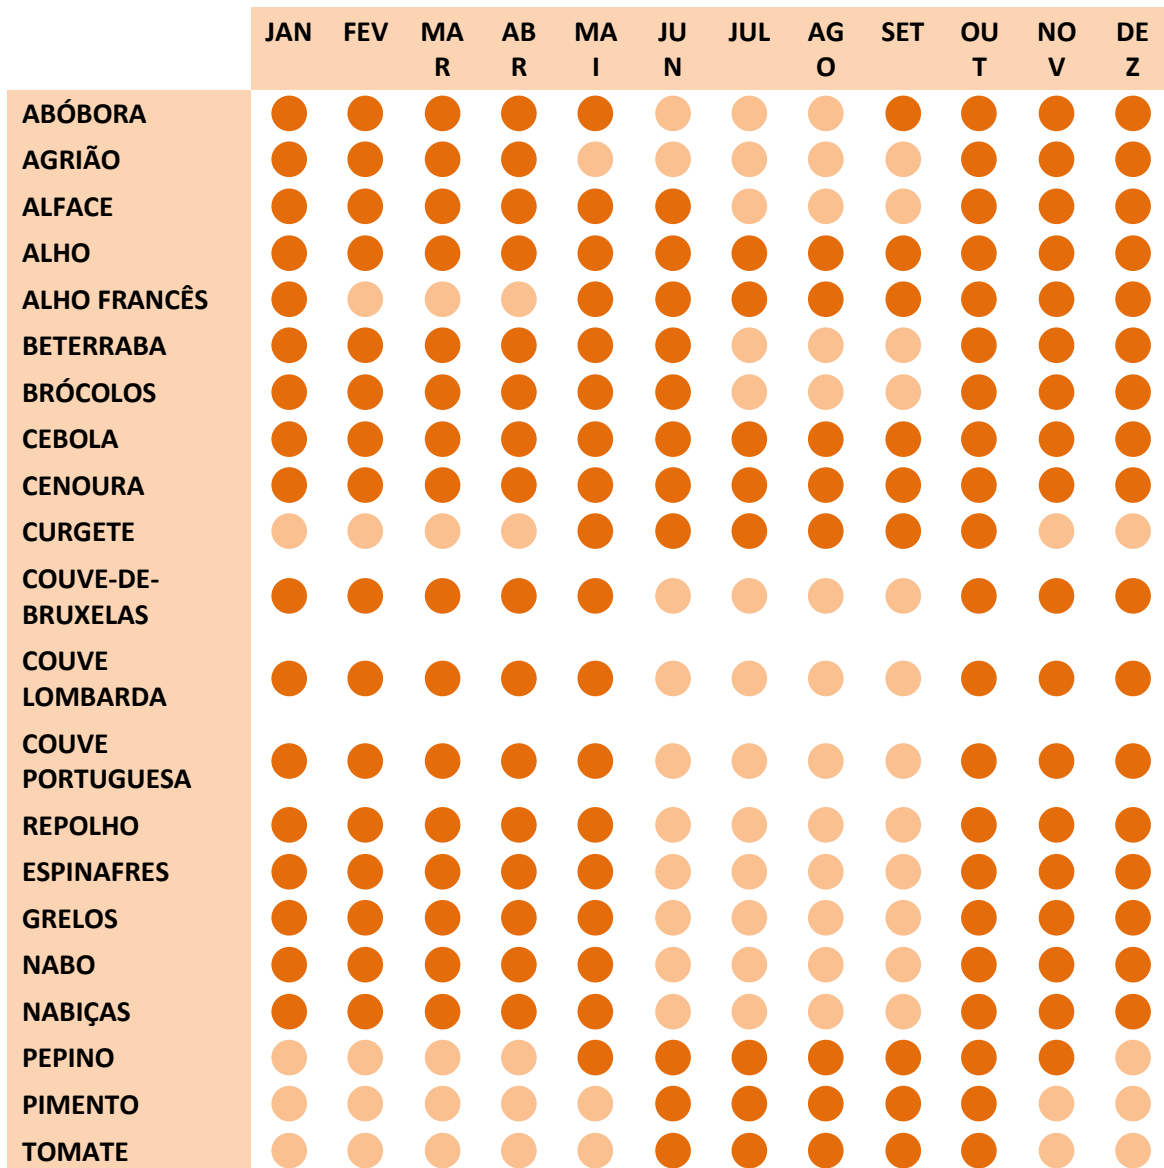 JAN FEV MA AB MA JU JUL AG SET OU NO DE
R R I N O T V Z
ABÓBORA
AGRIÃO
ALFACE
ALHO
ALHO FRANCÊS
BETERRABA
BRÓCOLOS
CEBOLA
CENOURA
CURGETE
COUVE-DE-
BRUXELAS
COUVE
LOMBARDA
COUVE
PORTUGUESA
REPOLHO
ESPINAFRES
GRELOS
NABO
NABIÇAS
PEPINO
PIMENTO
TOMATE